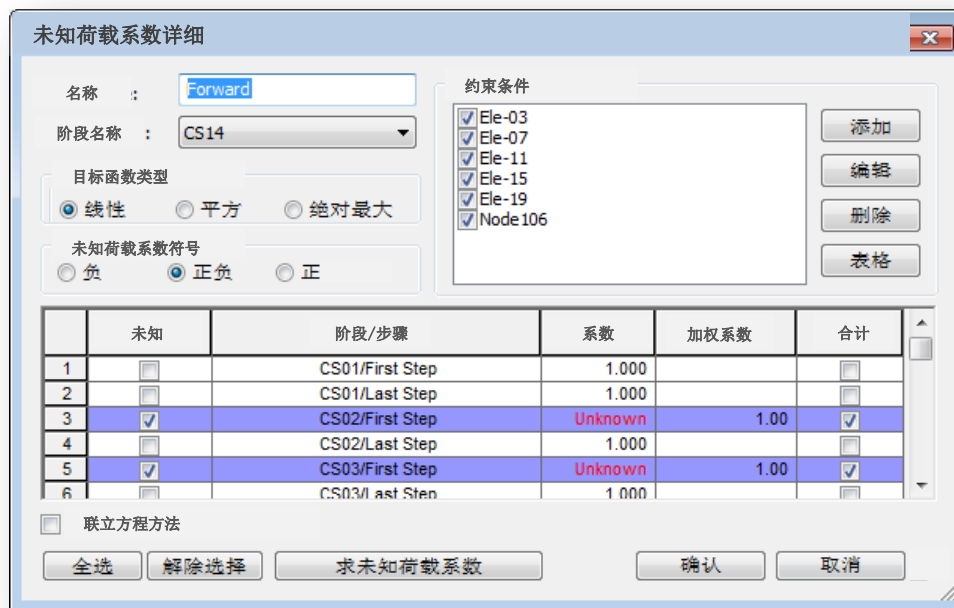 未知荷载系数详细
名称 : Forward
阶段名称 : CS14
目标函数类型
线性 平方 绝对最大
未知荷载系数符号
负 正负 正
约束条件
Ele-03
Ele-07
Ele-11
Ele-15
Ele-19
Node106
添加
编辑
删除
表格
未知 阶段/步骤 系数 加权系数 合计
1 CS01/First Step 1.000
2 CS01/Last Step 1.000
3 CS02/First Step Unknown 1.00
4 CS02/Last Step 1.000
5 CS03/First Step Unknown 1.00
6 CS03/Last Step 1.000
联立方程方法
全选 解除选择 求未知荷载系数 确认 取消